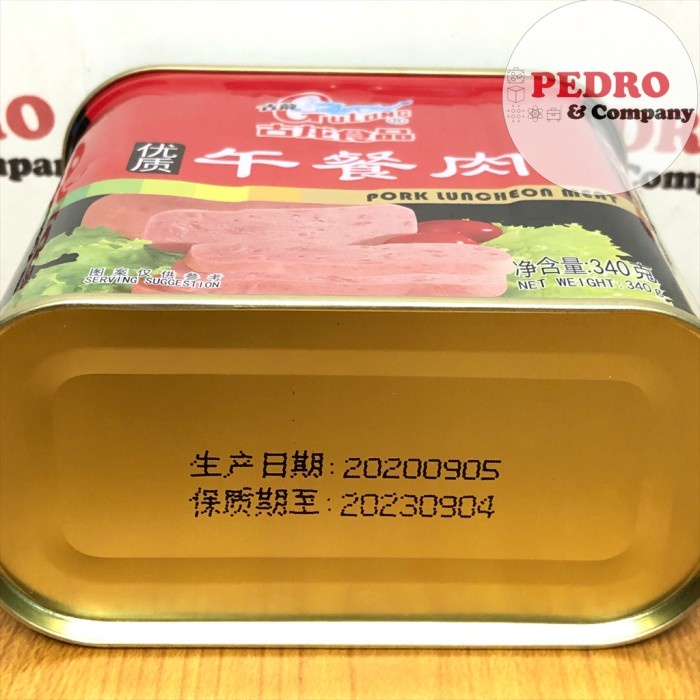 PEDRO
& Company
古龍
GULONG
古龙食品
优质
午餐肉
PORK LUNCHEON MEAT
图案仅供参考
SERVING SUGGESTION
净含量:340克
NET WEIGHT:340g
生产日期:20200905
保质期至:20230904